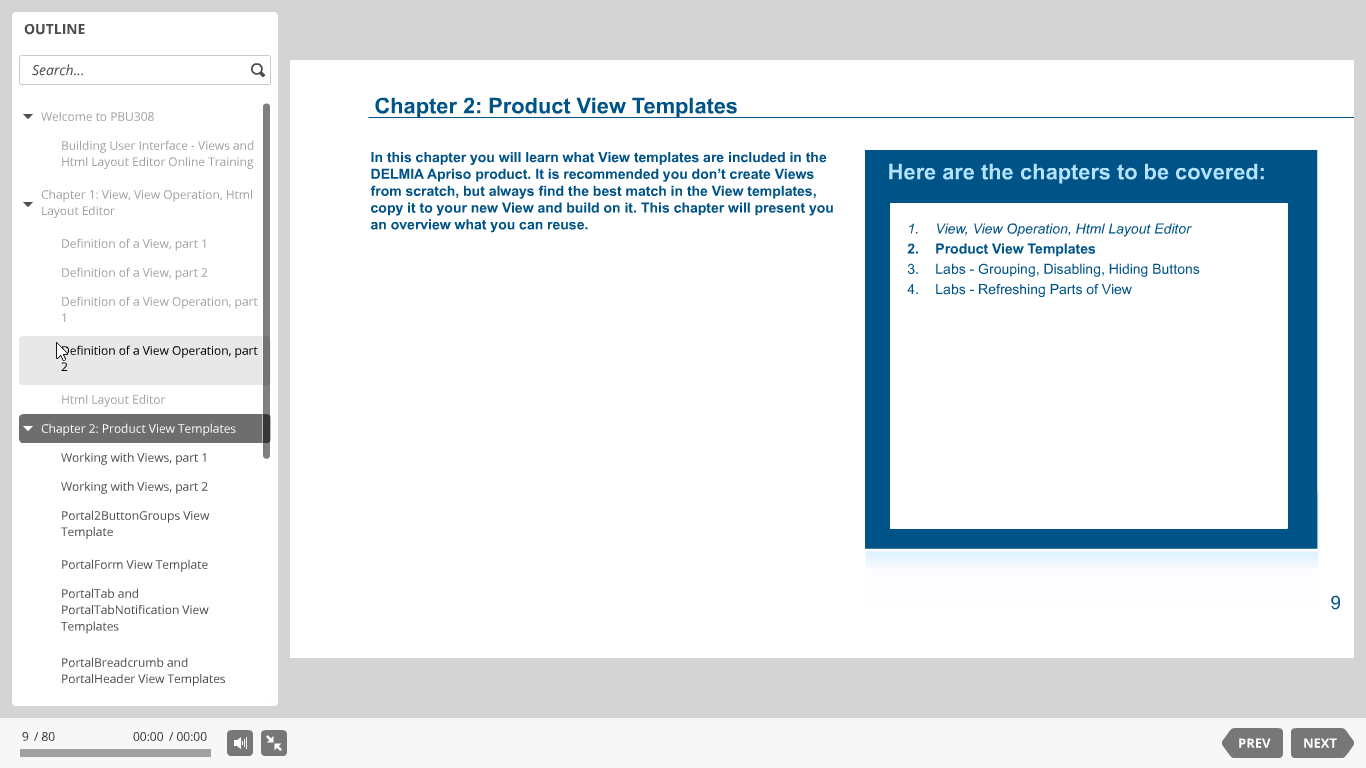 OUTLINE
Search...
Welcome to PBU308
Building User Interface - Views and
Html Layout Editor Online Training
Chapter 1: View, View Operation, Html
Layout Editor
Definition of a View, part 1
Definition of a View, part 2
Definition of a View Operation, part
1
Definition of a View Operation, part
2
Html Layout Editor
Chapter 2: Product View Templates
Working with Views, part 1
Working with Views, part 2
Portal2ButtonGroups View
Template
PortalForm View Template
PortalTab and
PortalTabNotification View
Templates
PortalBreadcrumb and
PortalHeader View Templates
Chapter 2: Product View Templates
In this chapter you will learn what View templates are included in the
DELMIA Apriso product. It is recommended you don’t create Views
from scratch, but always find the best match in the View templates,
copy it to your new View and build on it. This chapter will present you
an overview what you can reuse.
Here are the chapters to be covered:
1. View, View Operation, Html Layout Editor
2. Product View Templates
3. Labs - Grouping, Disabling, Hiding Buttons
4. Labs - Refreshing Parts of View
9
9 / 80
00:00 / 00:00
PREV
NEXT